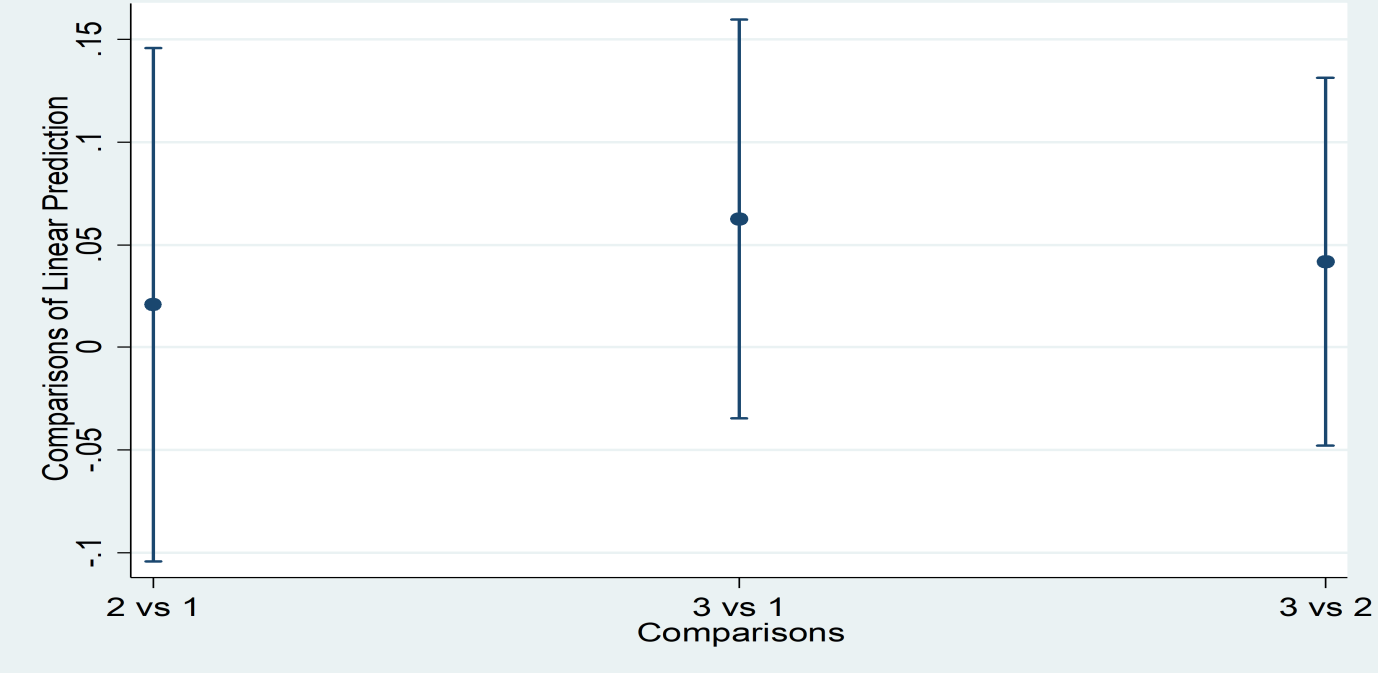 Comparisons of Linear Prediction
.15
.1
.05
0
-.05
-.1
2 vs 1
3 vs 1
3 vs 2
Comparisons